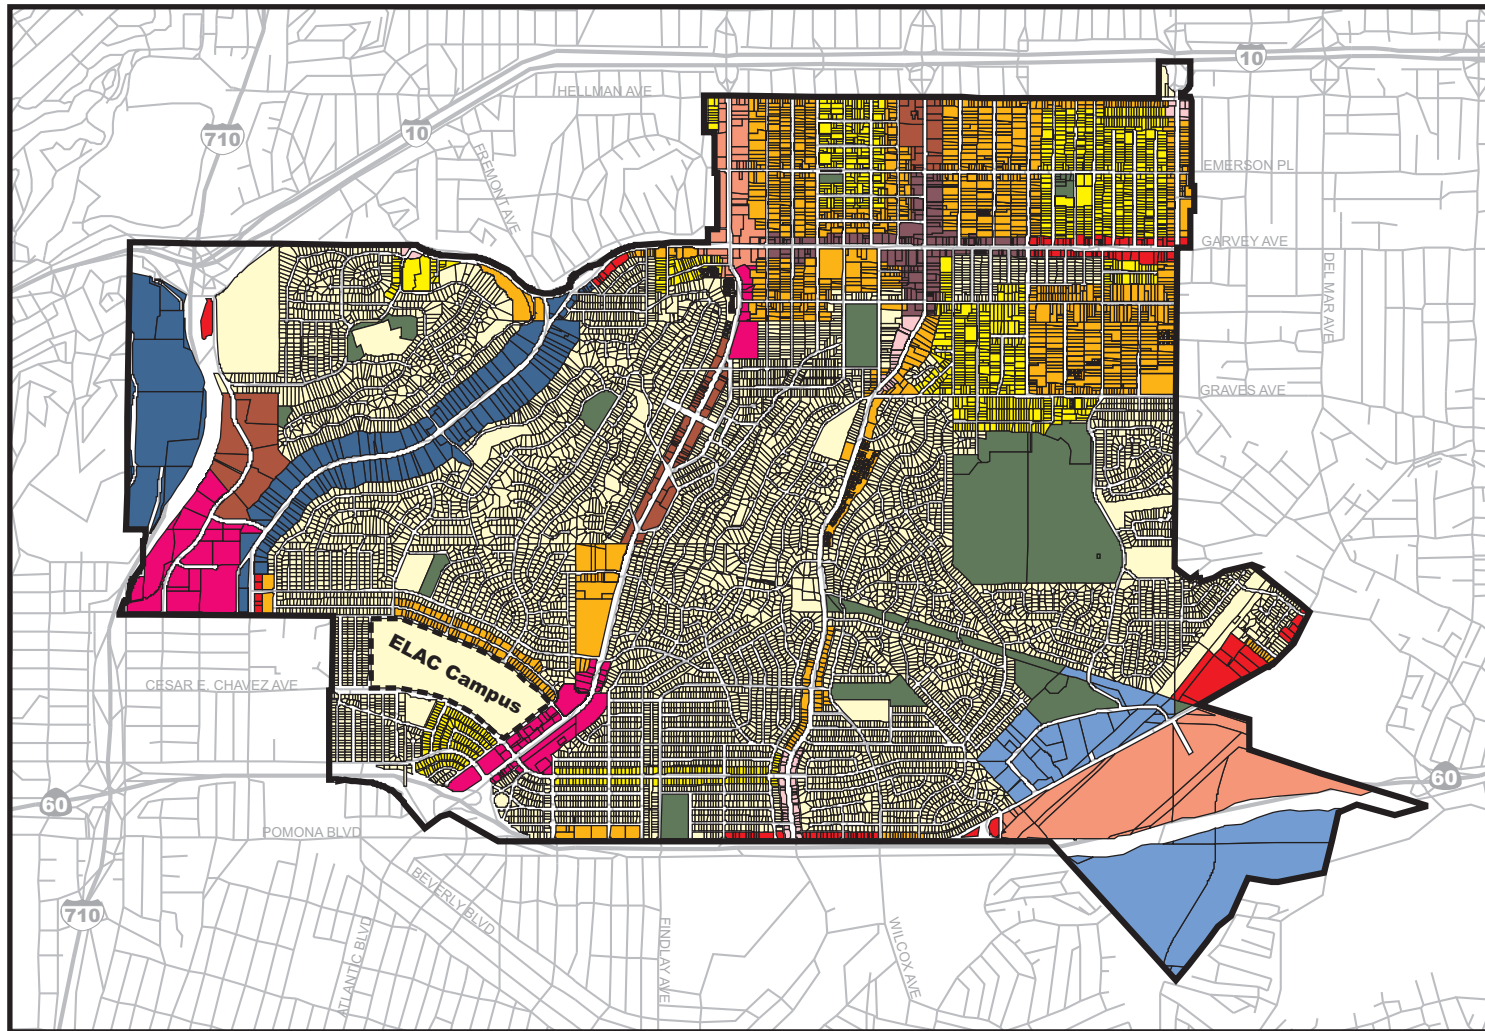 10
HELLMAN AVE
710
10
FREMONT AVE
EMERSON PL
GARVEY AVE
DEL MAR AVE
GRAVES AVE
ELAC Campus
CESAR E. CHAVEZ AVE
60
60
POMONA BLVD
BEVERLY BLVD
710
ATLANTIC BLVD
FINDLAY AVE
WILCOX AVE